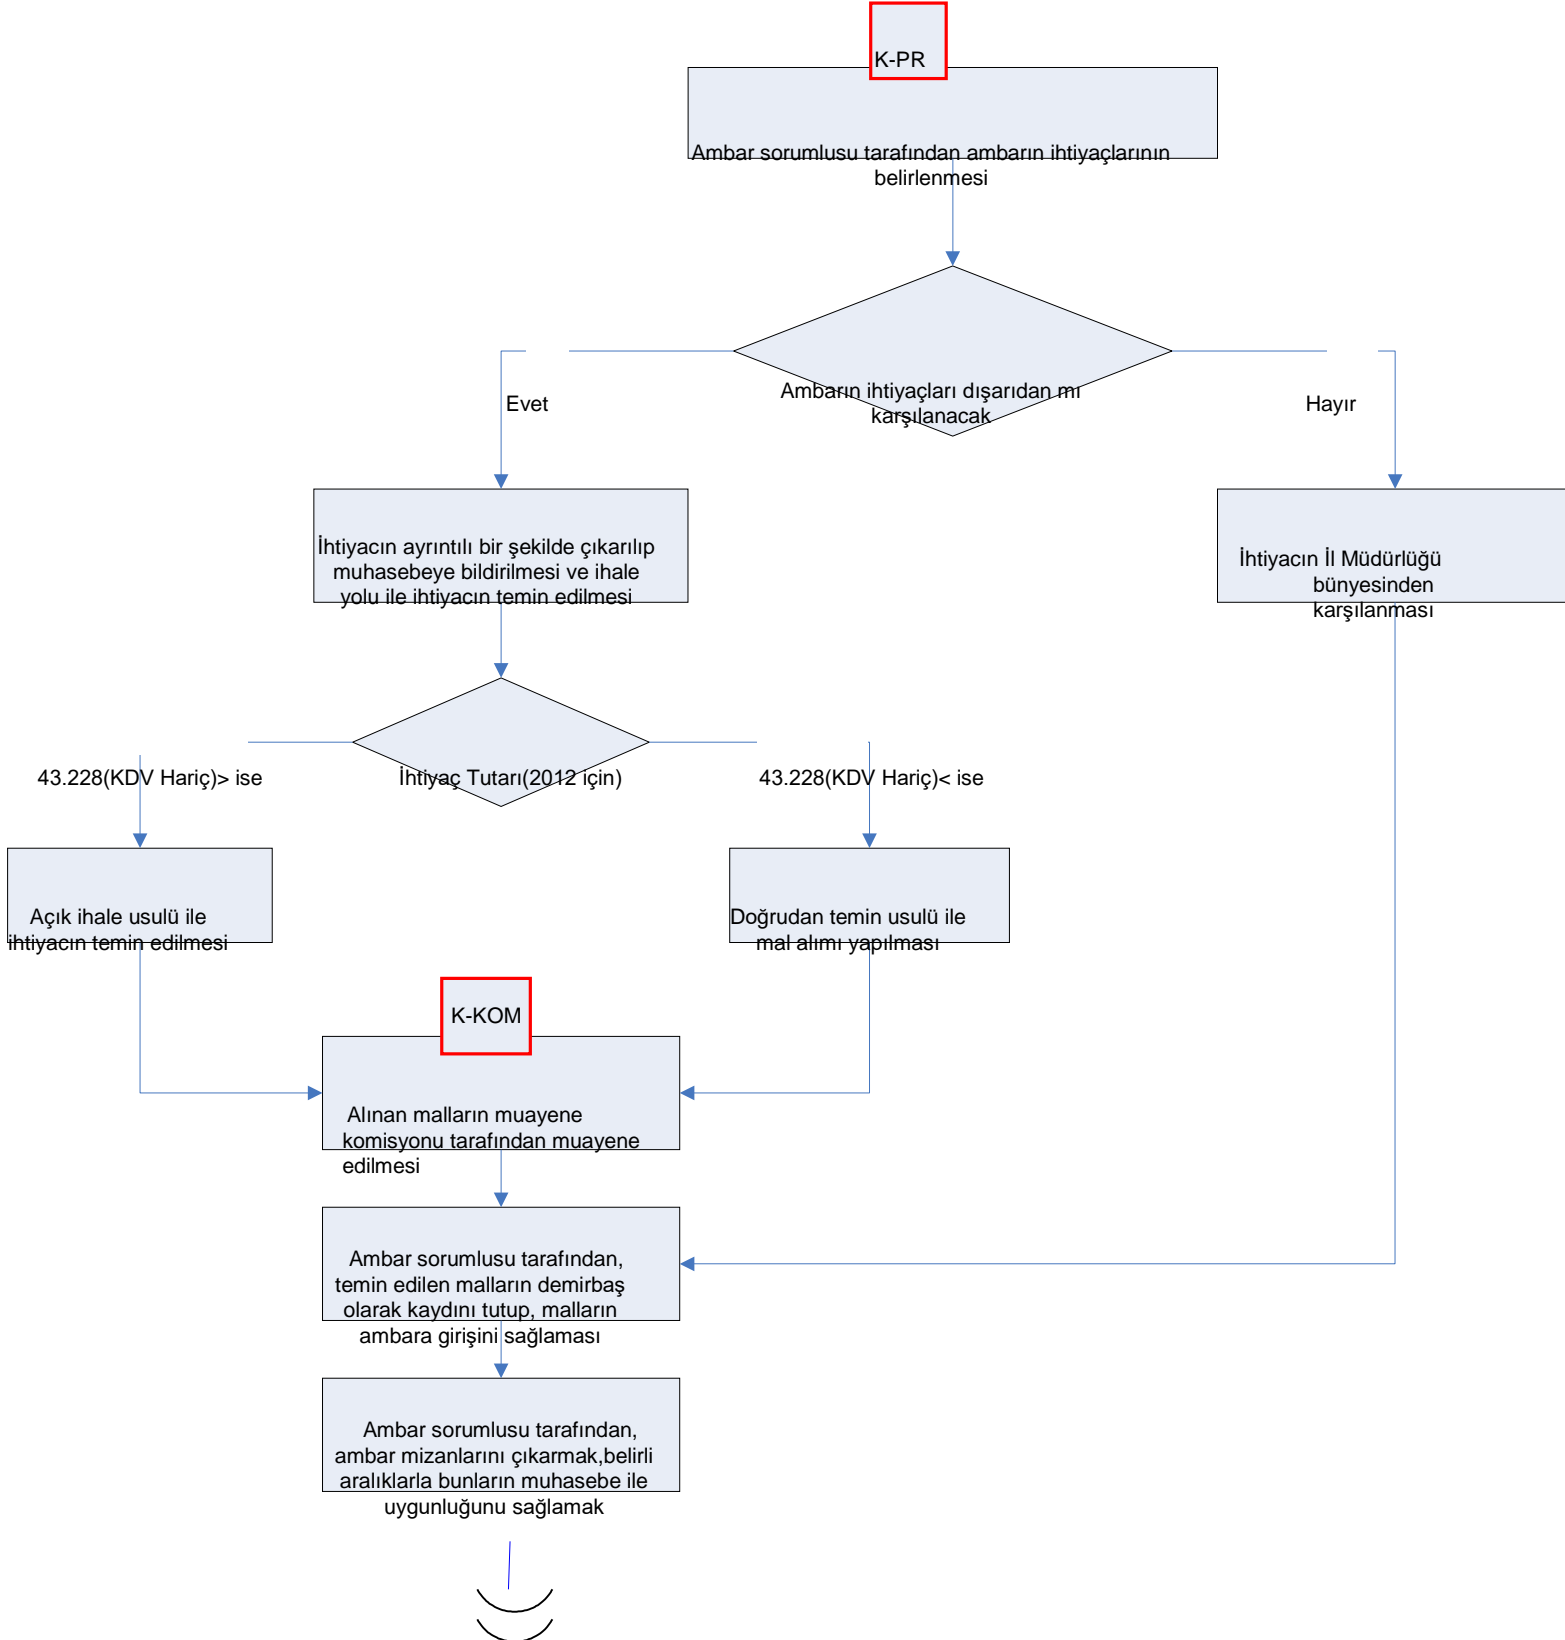 K-PR
Ambar sorumlusu tarafından ambarın ihtiyaçlarının
belirlenmesi
Ambarın ihtiyaçları dışarıdan mı
karşılanacak
Evet
Hayır
İhtiyacın ayrıntılı bir şekilde çıkarılıp
muhasebeye bildirilmesi ve ihale
yolu ile ihtiyacın temin edilmesi
İhtiyacın İl Müdürlüğü
bünyesinden
karşılanması
43.228(KDV Hariç)> ise
İhtiyaç Tutarı(2012 için)
43.228(KDV Hariç)< ise
Açık ihale usulü ile
ihtiyacın temin edilmesi
Doğrudan temin usulü ile
mal alımı yapılması
K-KOM
Alınan malların muayene
komisyonu tarafından muayene
edilmesi
Ambar sorumlusu tarafından,
temin edilen malların demirbaş
olarak kaydını tutup, malların
ambara girişini sağlaması
Ambar sorumlusu tarafından,
ambar mizanlarını çıkarmak,belirli
aralıklarla bunların muhasebe ile
uygunluğunu sağlamak